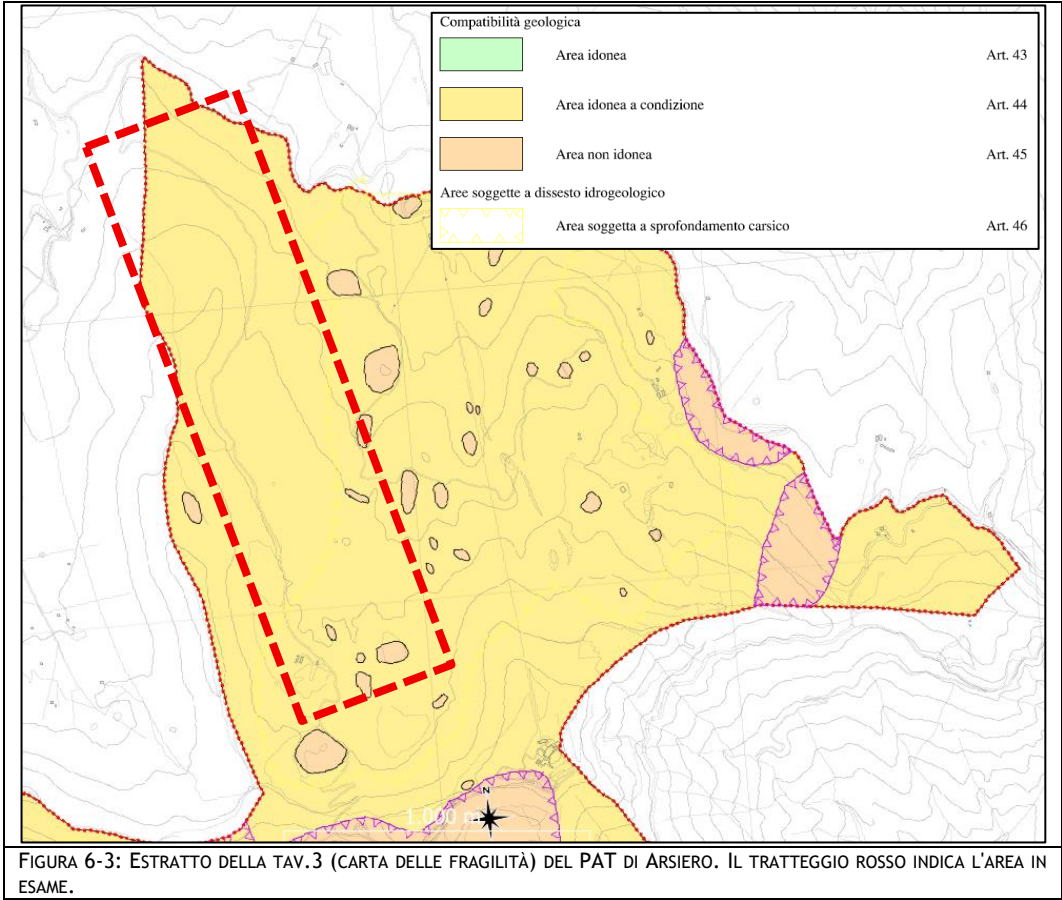 Compatibilità geologica
Area idonea Art. 43
Area idonea a condizione Art. 44
Area non idonea Art. 45
Aree soggette a dissesto idrogeologico
Area soggetta a sprofondamento carsico Art. 46
N
1.000 m
FIGURA 6-3: ESTRATTO DELLA TAV.3 (CARTA DELLE FRAGILITÀ) DEL PAT DI ARSIERO. IL TRATTEGGIO ROSSO INDICA L'AREA IN
ESAME.